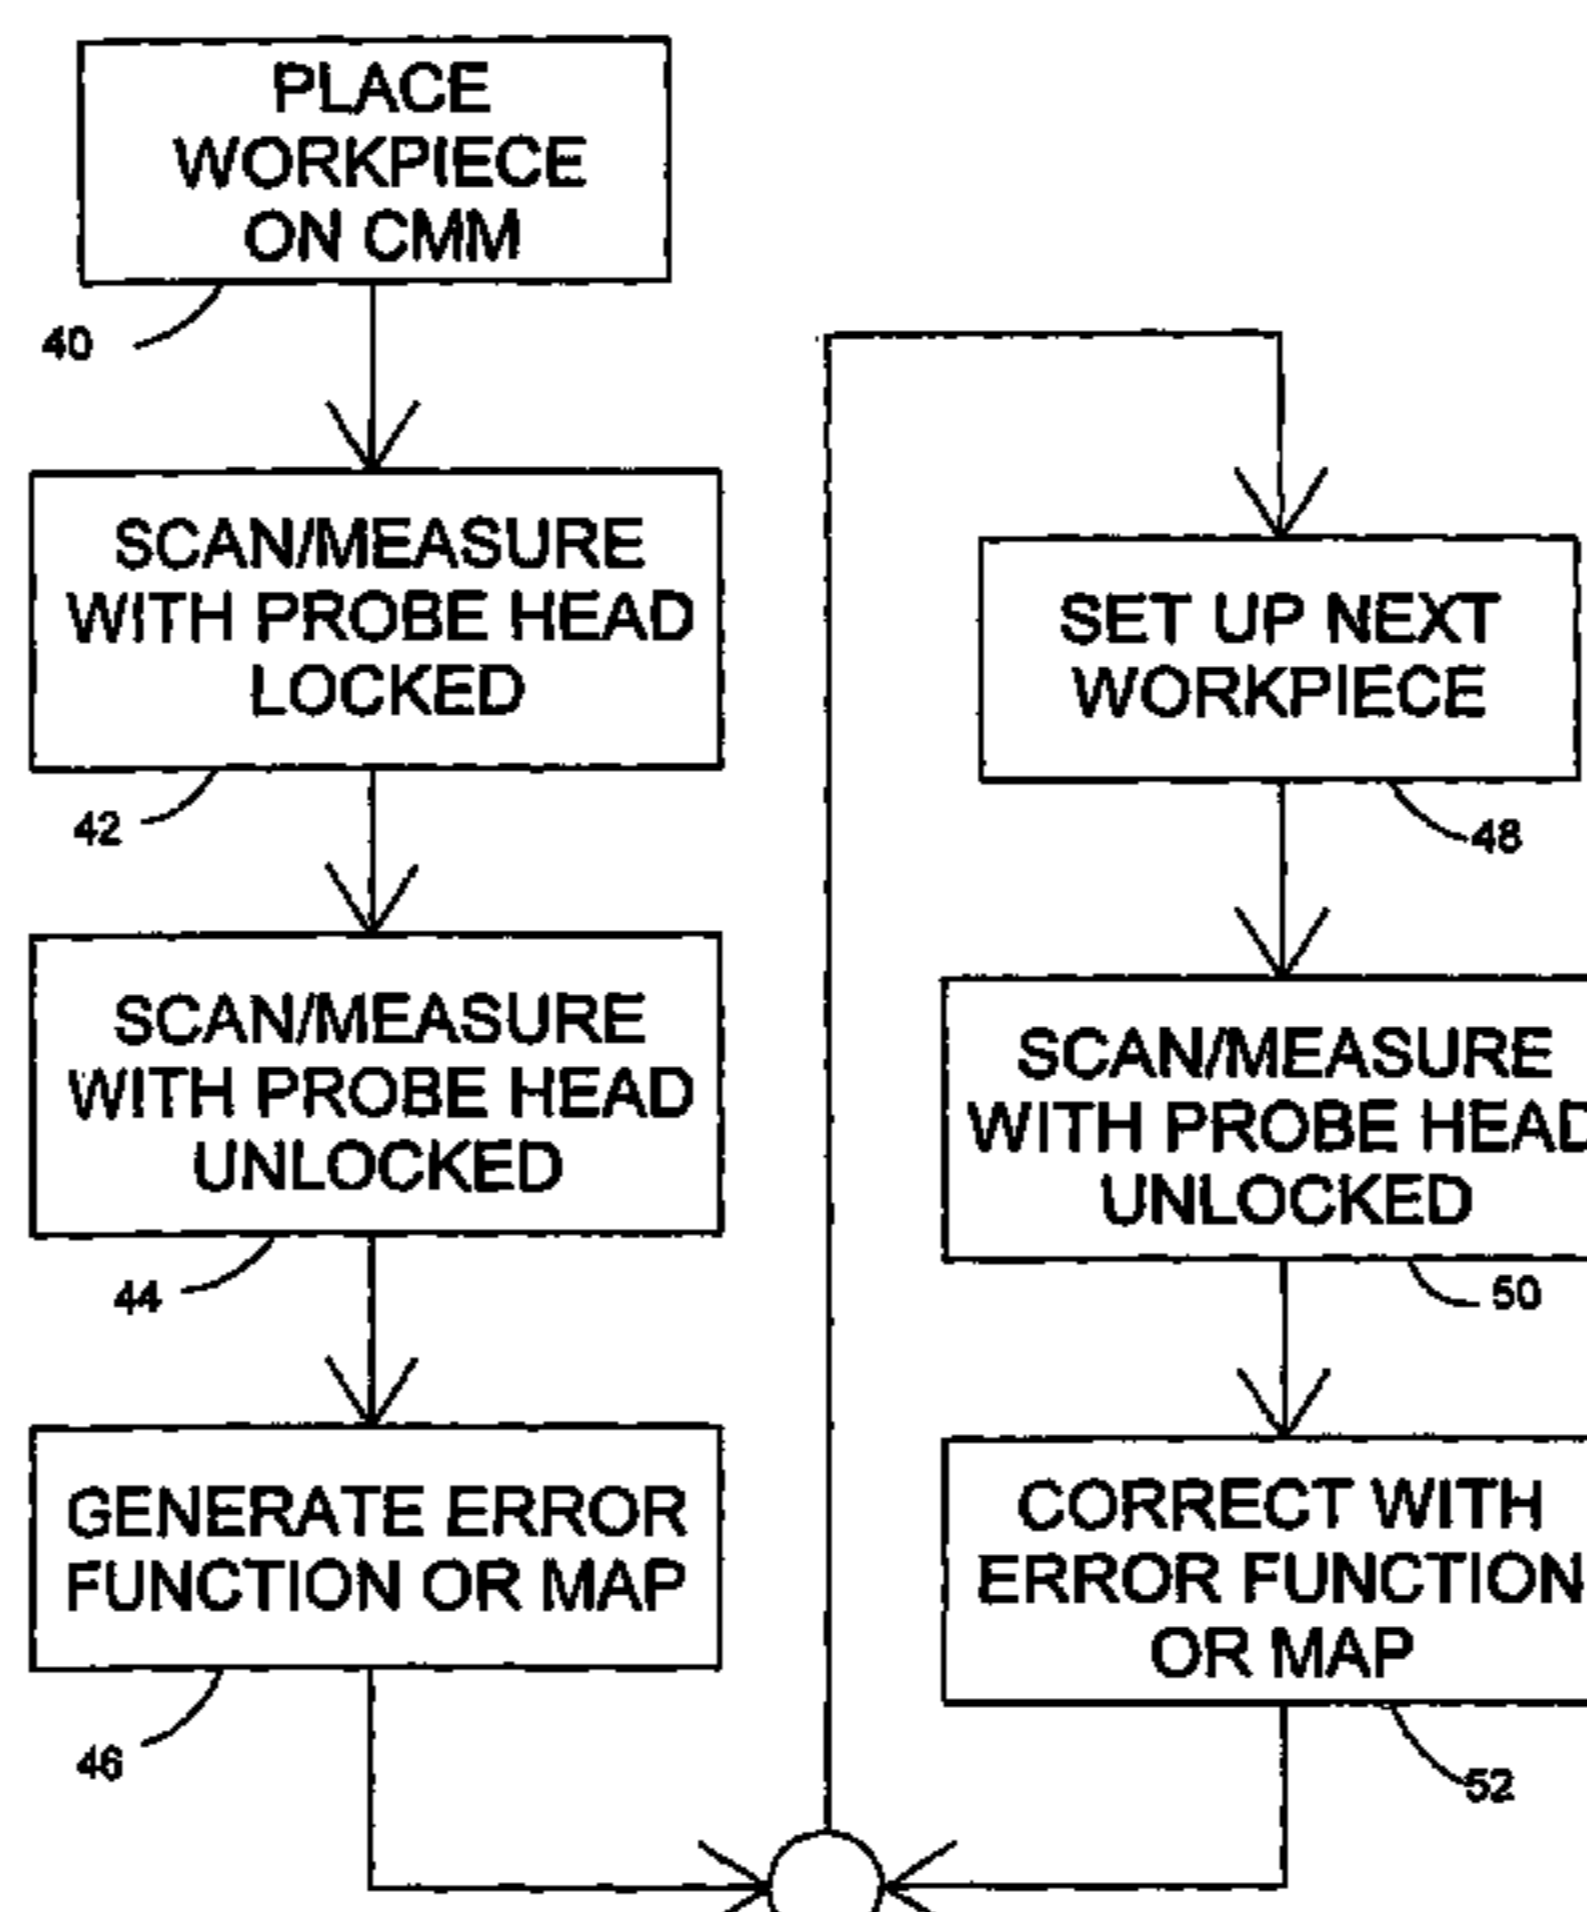 PLACE
WORKPIECE
ON CMM
40
SCAN/MEASURE
WITH PROBE HEAD
LOCKED
42
SCAN/MEASURE
WITH PROBE HEAD
UNLOCKED
44
GENERATE ERROR
FUNCTION OR MAP
46
SET UP NEXT
WORKPIECE
48
SCAN/MEASURE
WITH PROBE HEAD
UNLOCKED
50
CORRECT WITH
ERROR FUNCTION
OR MAP
52